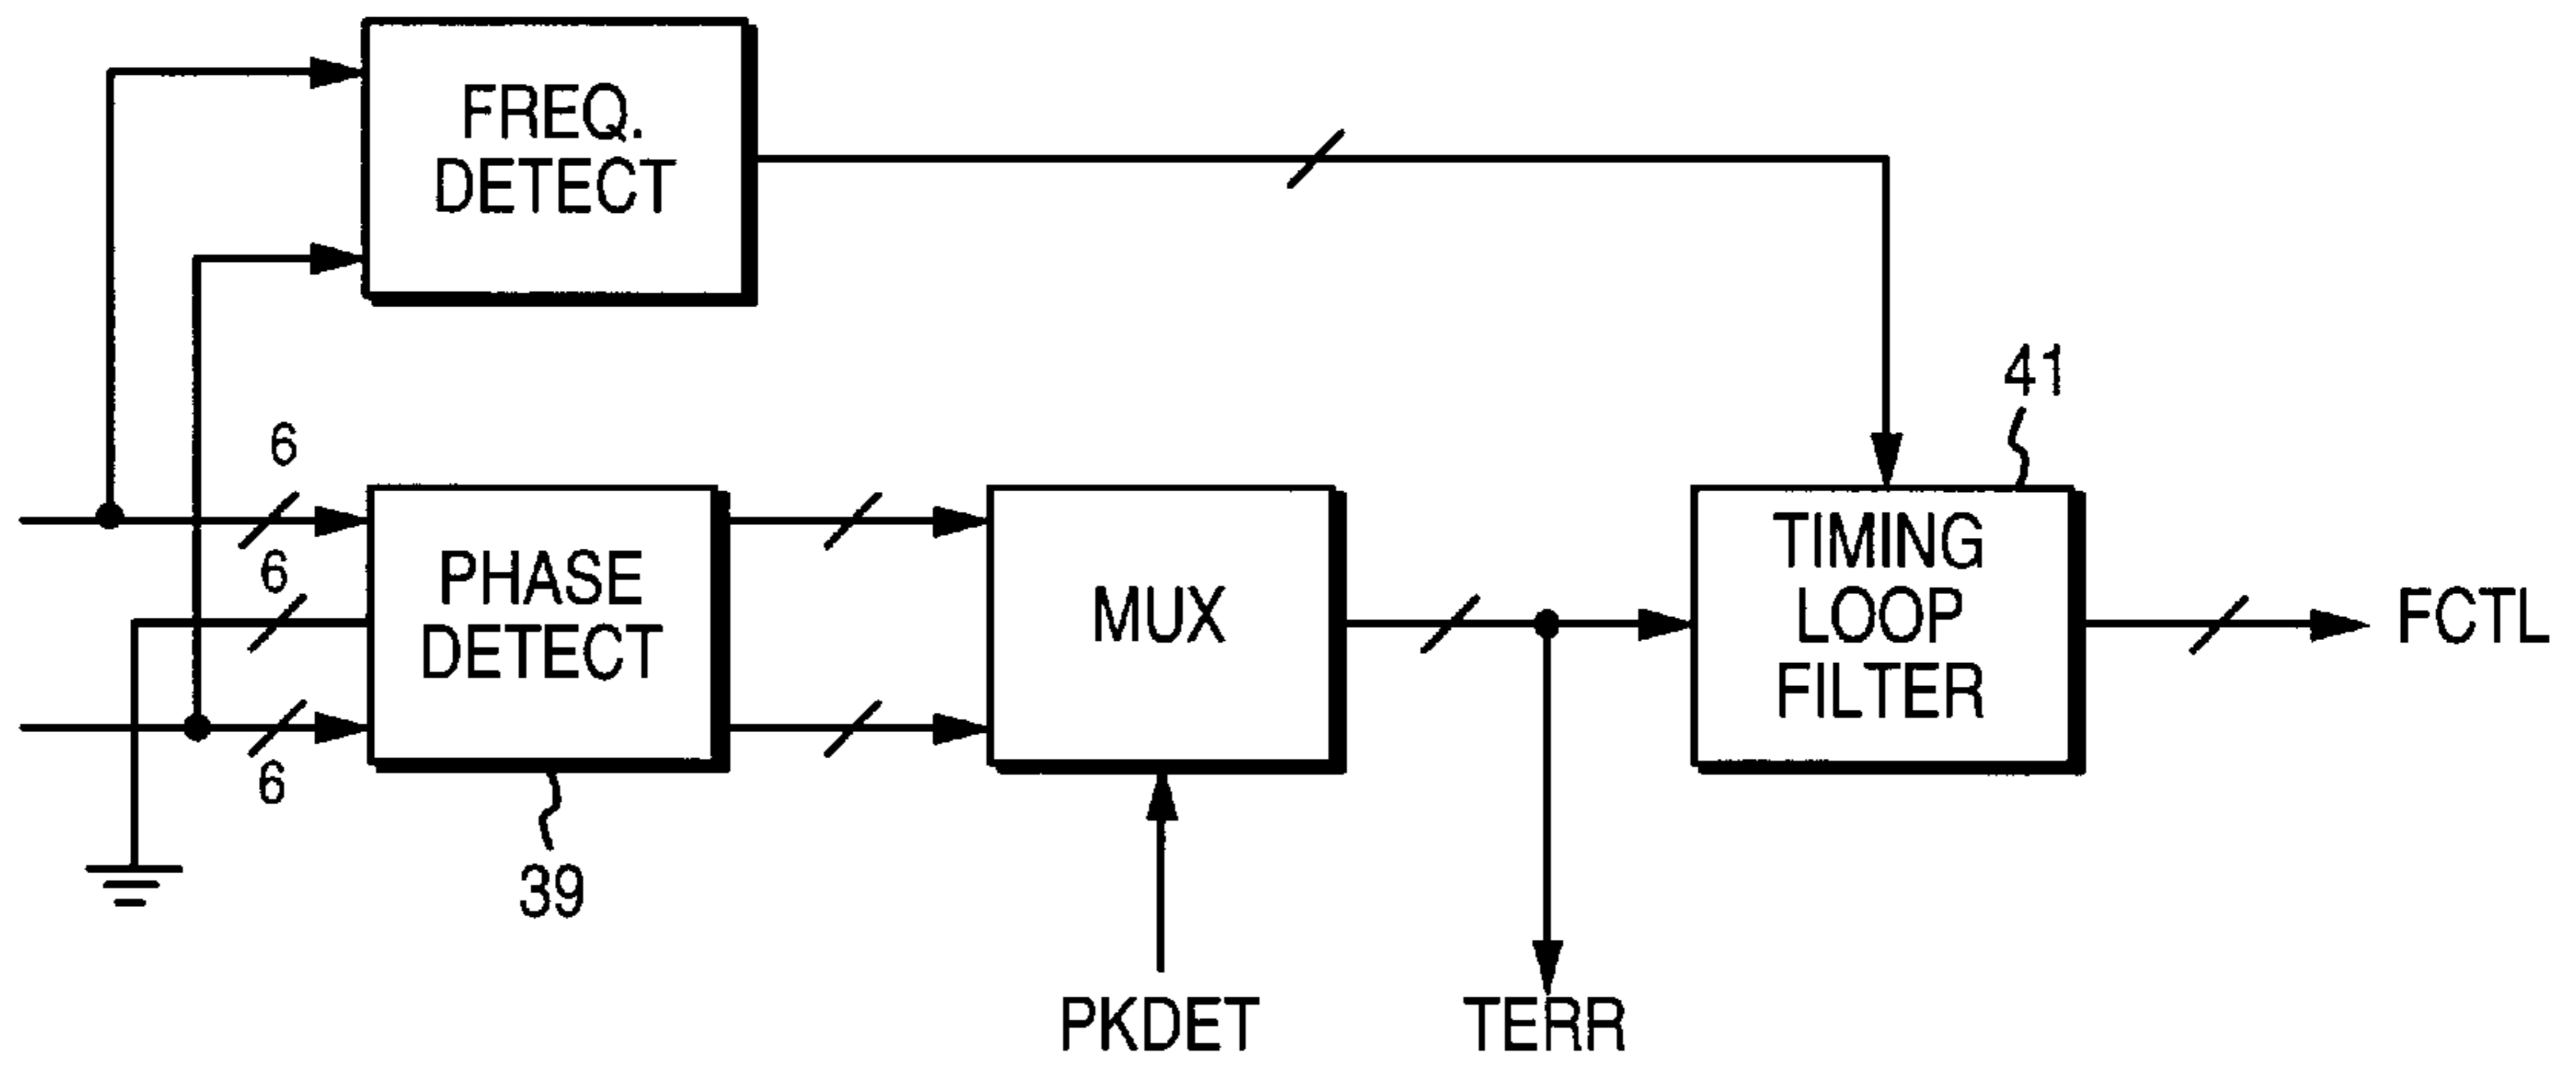 FREQ.
DETECT
41
6
6
6
PHASE
DETECT
39
MUX
TIMING
LOOP
FILTER
FCTL
PKDET
TERR